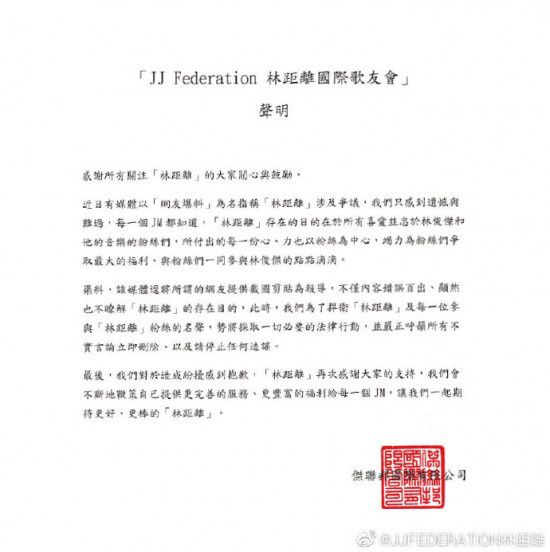 「JJ Federation 林距離國際歌友會」
聲明
感謝所有關注「林距離」的大家關心與鼓勵。
近日有媒體以「網友爆料」為名指稱「林距離」涉及爭議，我們只感到遺憾與
難過，每一個JM都知道，「林距離」存在的目的在於所有喜愛並忠於林俊傑和
他的音樂的粉絲們，所付出的每一份心、力也以粉絲為中心，竭力為粉絲們爭
取最大的福利、與粉絲們一同參與林俊傑的點點滴滴。
渠料，該媒體逕將所謂的網友提供截圖剪貼為報導，不僅內容錯誤百出、顯然
也不瞭解「林距離」的存在目的，此時，我們為了捍衛「林距離」及每一位參
與「林距離」粉絲的名聲，勢將採取一切必要的法律行動，並嚴正呼籲所有不
實言論立即刪除、以及請停止任何造謠。
最後，我們對於造成紛擾感到抱歉，「林距離」再次感謝大家的支持，我們會
不斷地鞭策自己提供更完善的服務、更豐富的福利給每一個JM，讓我們一起期
待更好、更棒的「林距離」。
傑聯邦國際有限公司
@JJFEDERATION林距離